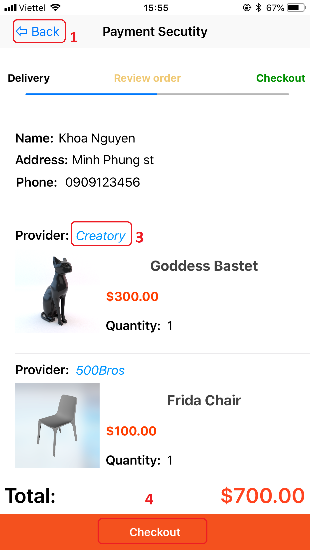 Viettel 15:55 67%
Back 1 Payment Secutity
Delivery Review order Checkout
Name: Khoa Nguyen
Address: Minh Phung st
Phone: 0909123456
Provider: Creatory 3
Goddess Bastet
$300.00
Quantity: 1
Provider: 500Bros
Frida Chair
$100.00
Quantity: 1
Total: 4 $700.00
Checkout